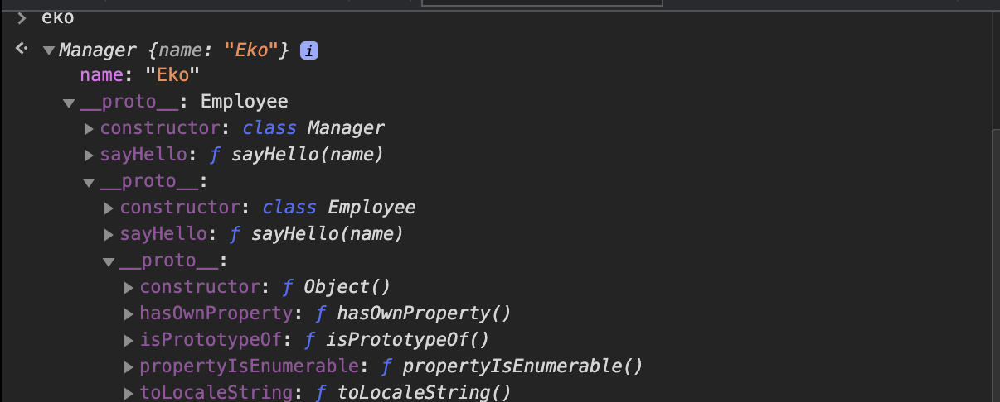 eko
Manager {name: "Eko"} i
name: "Eko"
__proto__: Employee
constructor: class Manager
sayHello: ƒ sayHello(name)
__proto__:
constructor: class Employee
sayHello: ƒ sayHello(name)
__proto__:
constructor: ƒ Object()
hasOwnProperty: ƒ hasOwnProperty()
isPrototypeOf: ƒ isPrototypeOf()
propertyIsEnumerable: ƒ propertyIsEnumerable()
toLocaleString: ƒ toLocaleString()